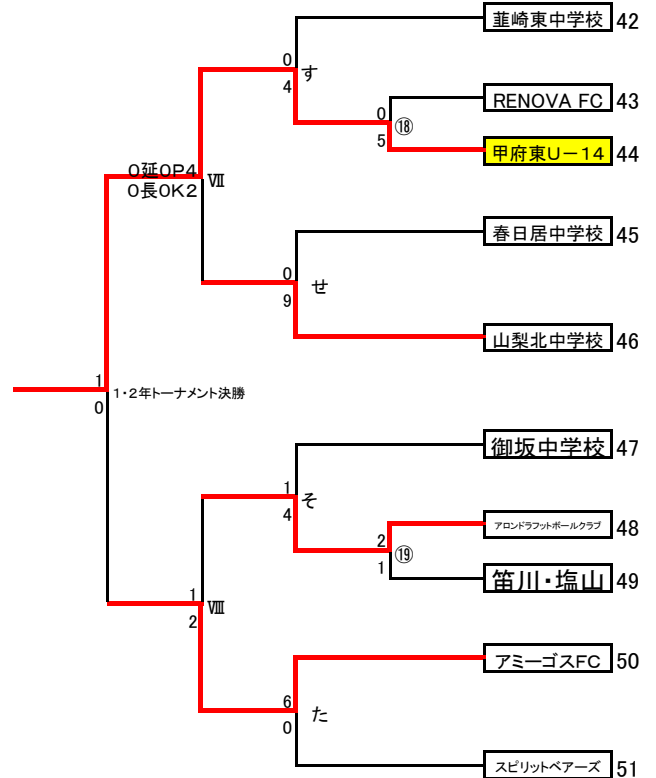 韮崎東中学校 42
0
す
4
RENOVA FC 43
0
⑱
5
甲府東U－14 44
0延0P4
0長0K2
Ⅶ
春日居中学校 45
0
せ
9
山梨北中学校 46
1
1・2年トーナメント決勝
0
御坂中学校 47
1
そ
4
アロンドラフットボールクラブ 48
2
⑲
1
笛川・塩山 49
1
Ⅷ
2
アミーゴスFC 50
6
た
0
スピリットベアーズ 51